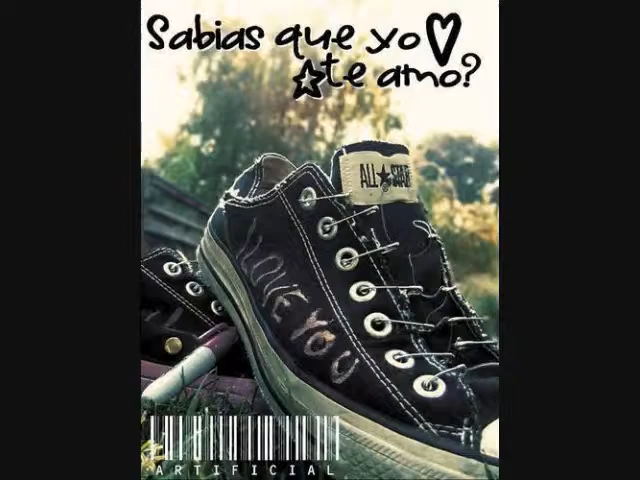 Sabias que yo
te amo?
ALL STAR
I LOVE YOU
ARTIFICIAL